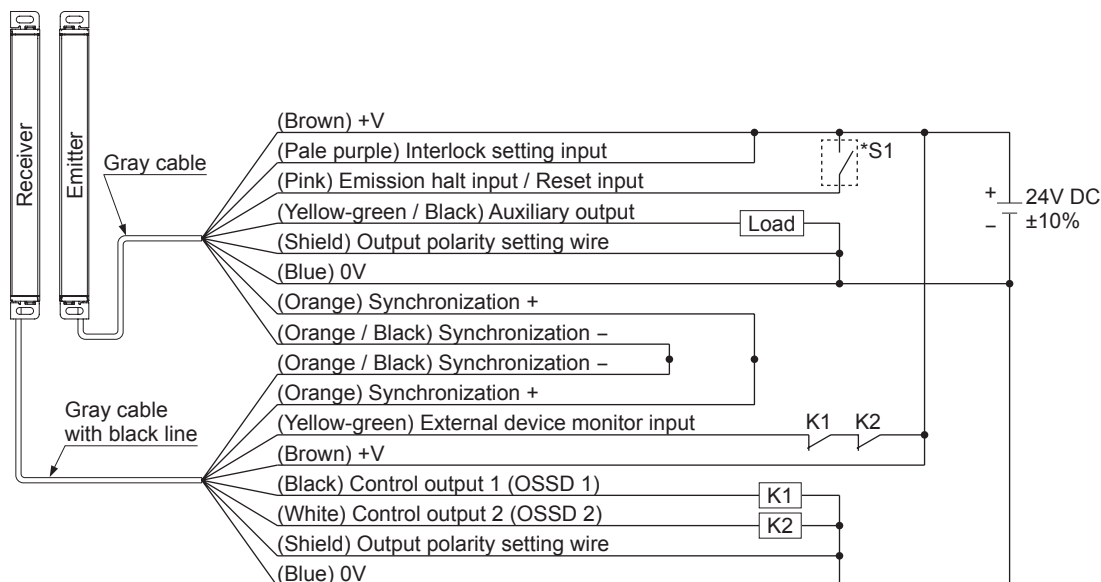 Receiver
Emitter
Gray cable
(Brown) +V
(Pale purple) Interlock setting input
*S1
(Pink) Emission halt input / Reset input
(Yellow-green / Black) Auxiliary output
Load
+
24V DC
−
±10%
(Shield) Output polarity setting wire
(Blue) 0V
(Orange) Synchronization +
(Orange / Black) Synchronization −
(Orange / Black) Synchronization −
(Orange) Synchronization +
Gray cable
with black line
(Yellow-green) External device monitor input
K1 K2
(Brown) +V
(Black) Control output 1 (OSSD 1)
K1
(White) Control output 2 (OSSD 2)
K2
(Shield) Output polarity setting wire
(Blue) 0V